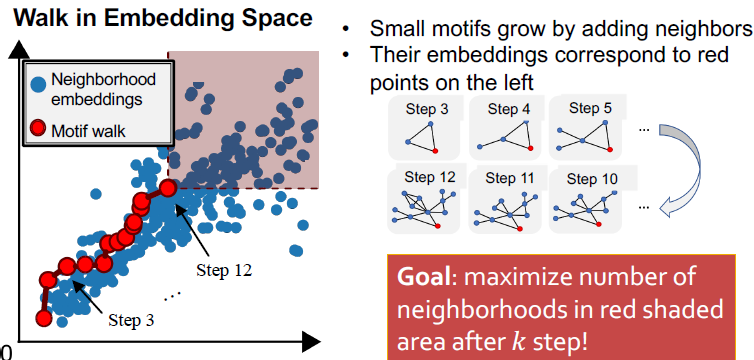 Walk in Embedding Space
Neighborhood
embeddings
Motif walk
Step 12
Step 3
...
0
• Small motifs grow by adding neighbors
• Their embeddings correspond to red
points on the left
Step 3 Step 4 Step 5 ...
Step 12 Step 11 Step 10 ...
Goal: maximize number of
neighborhoods in red shaded
area after k step!